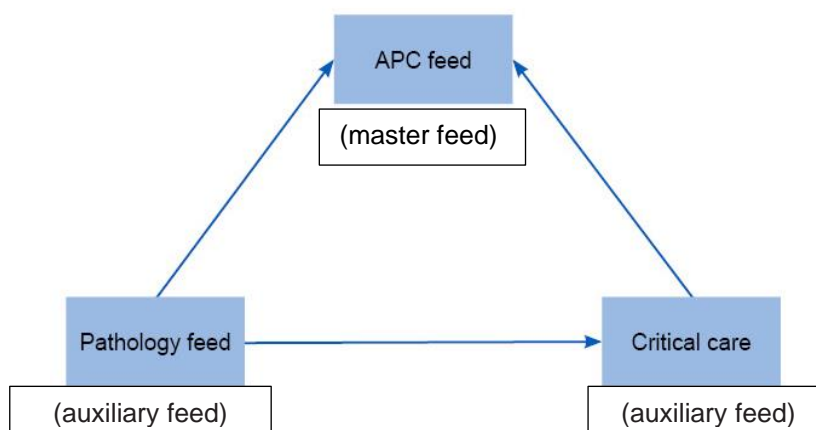 APC feed
(master feed)
Pathology feed
(auxiliary feed)
Critical care
(auxiliary feed)